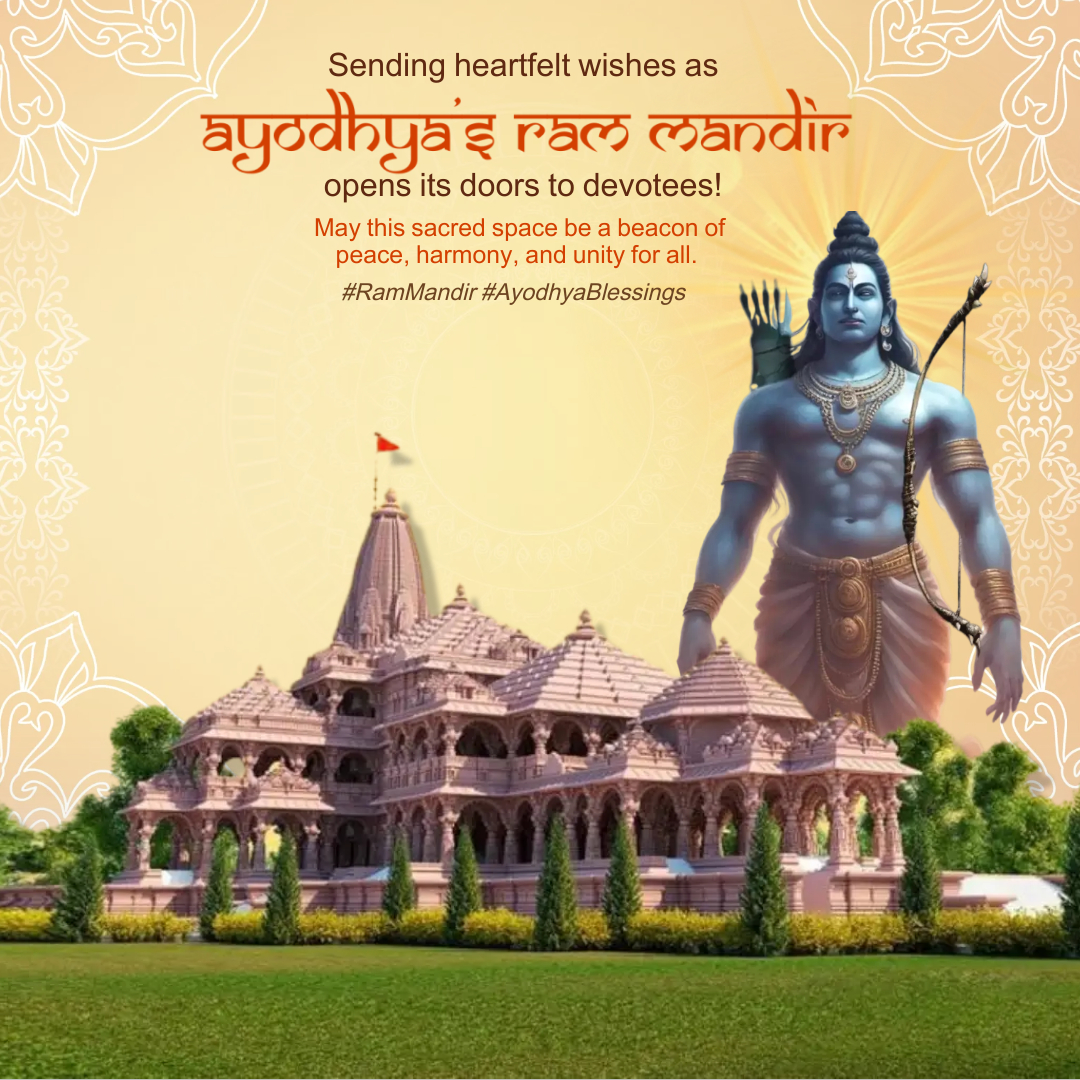 Sending heartfelt wishes as
ayodhya's ram mandir
opens its doors to devotees!
May this sacred space be a beacon of
peace, harmony, and unity for all.
#RamMandir #AyodhyaBlessings